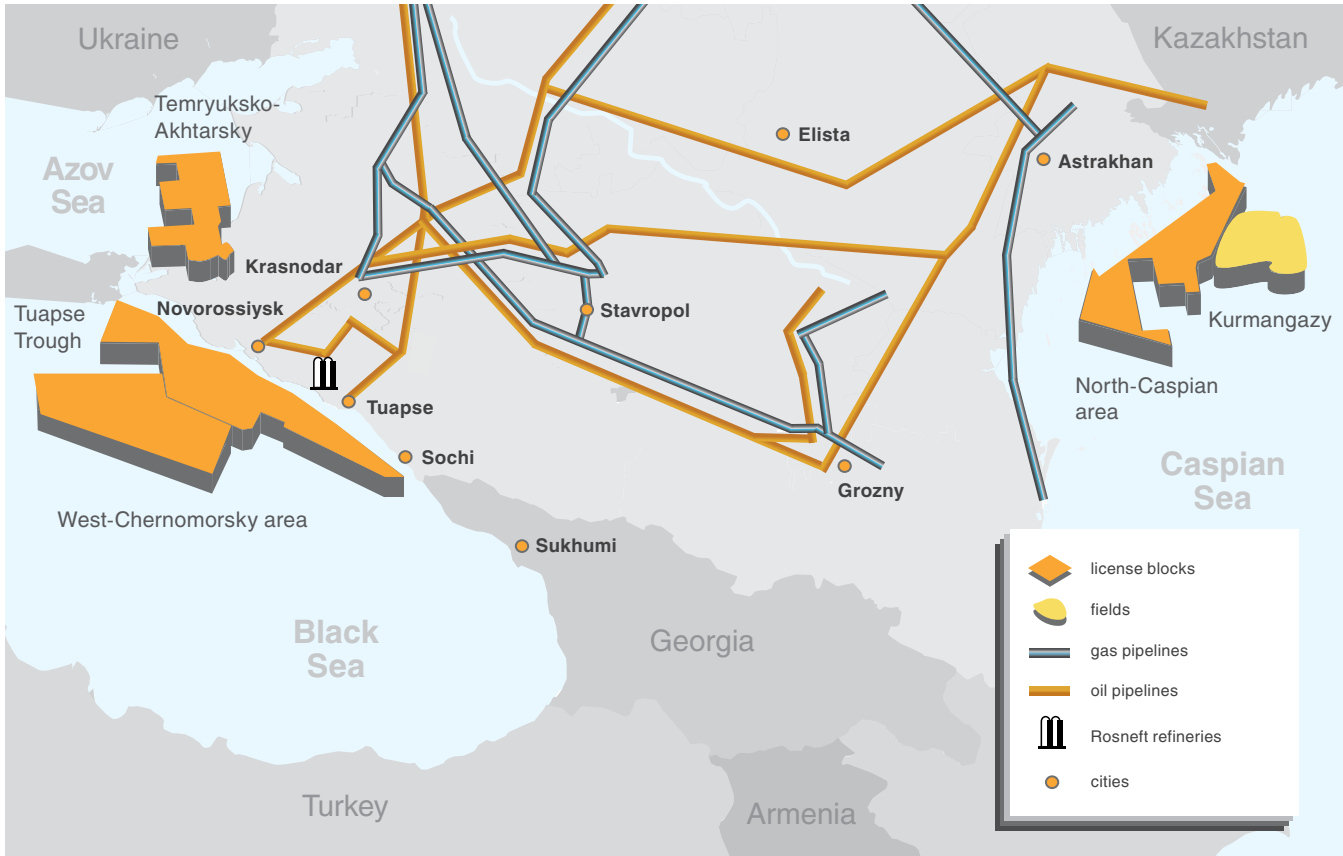 Ukraine
Kazakhstan
Temryuksko-
Akhtarsky
Azov
Sea
Elista
Astrakhan
Krasnodar
Novorossiysk
Tuapse
Trough
Stavropol
Kurmangazy
North-Caspian
area
Tuapse
Sochi
Caspian
Sea
Grozny
West-Chernomorsky area
Sukhumi
Black
Sea
Georgia
Turkey
Armenia
license blocks
fields
gas pipelines
oil pipelines
Rosneft refineries
cities